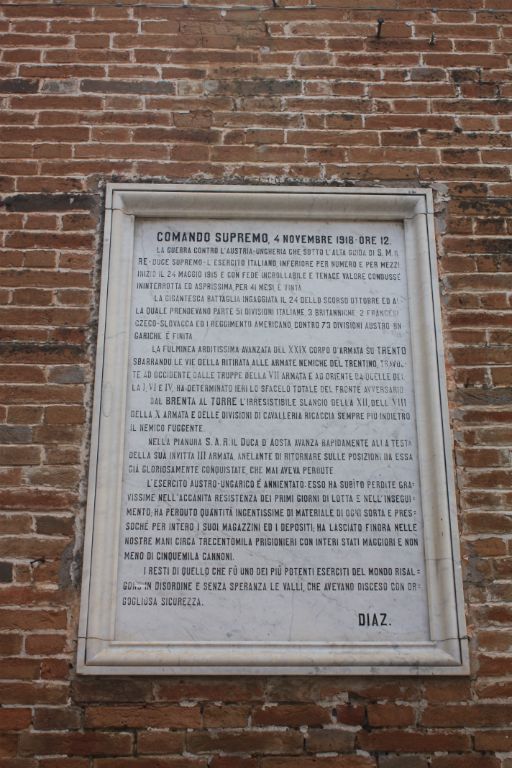 COMANDO SUPREMO, 4 NOVEMBRE 1918 ORE 12.
LA GUERRA CONTRO L'AUSTRIA-UNGHERIA CHE SOTTO L'ALTA GUIDA DI S.M. IL
RE-DUCE SUPREMO-L'ESERCITO ITALIANO, INFERIORE PER NUMERO E PER MEZZI
INIZIÒ IL 24 MAGGIO 1915 E CON FEDE INCROLLABILE E TENACE VALORE CONDUSSE
ININTERROTTA ED ASPRISSIMA, PER 41 MESI, È VINTA.
LA GIGANTESCA BATTAGLIA INGAGGIATA IL 24 DELLO SCORSO OTTOBRE ED AL=
LA QUALE PRENDEVANO PARTE 51 DIVISIONI ITALIANE, 3 BRITANNICHE 2 FRANCESI
CZECO-SLOVACCA ED I REGGIMENTO AMERICANO, CONTRO 73 DIVISIONI AUSTRO-UN=
GARICHE È FINITA
LA FULMINEA ARDITISSIMA AVANZATA DEL XXIX CORPO D'ARMATA SU TRENTO
SBARRANDO LE VIE DELLA RITIRATA ALLE ARMATE NEMICHE DEL TRENTINO, TRAVOL=
TE AD OCCIDENTE DALLE TRUPPE DELLA VII ARMATA E AD ORIENTE DA QUELLE DEL=
LA I, VI E IV, HA DETERMINATO IERI LO SFACELO TOTALE DEL FRONTE AVVERSARIO.
DAL BRENTA AL TORRE L'IRRESISTIBILE SLANCIO DELLA XII, DELL' VIII
DELLA X ARMATA E DELLE DIVISIONI DI CAVALLERIA RICACCIA SEMPRE PIÙ INDIETRO
IL NEMICO FUGGENTE.
NELLA PIANURA S.A.R. IL DUCA D'AOSTA AVANZA RAPIDAMENTE ALLA TESTA
DELLA SUA INVITTA III ARMATA, ANELANTE DI RITORNARE SULLE POSIZIONI DA ESSA
GIÀ GLORIOSAMENTE CONQUISTATE, CHE MAI AVEVA PERDUTE
L'ESERCITO AUSTRO-UNGARICO È ANNIENTATO: ESSO HA SUBÌTO PERDITE GRA=
VISSIME NELL'ACCANITA RESISTENZA DEI PRIMI GIORNI DI LOTTA E NELL'INSEGUI=
MENTO; HA PERDUTO QUANTITÀ INGENTISSIME DI MATERIALE DI OGNI SORTA E PRES=
SOCHÈ PER INTERO I SUOI MAGAZZINI ED I DEPOSITI; HA LASCIATO FINORA NELLE
NOSTRE MANI CIRCA TRECENTOMILA PRIGIONIERI CON INTERI STATI MAGGIORI E NON
MENO DI CINQUEMILA CANNONI.
I RESTI DI QUELLO CHE FÙ UNO DEI PIÙ POTENTI ESERCITI DEL MONDO RISAL=
GONO IN DISORDINE E SENZA SPERANZA LE VALLI, CHE AVEVANO DISCESO CON OR=
GOGLIOSA SICUREZZA.
DIAZ.